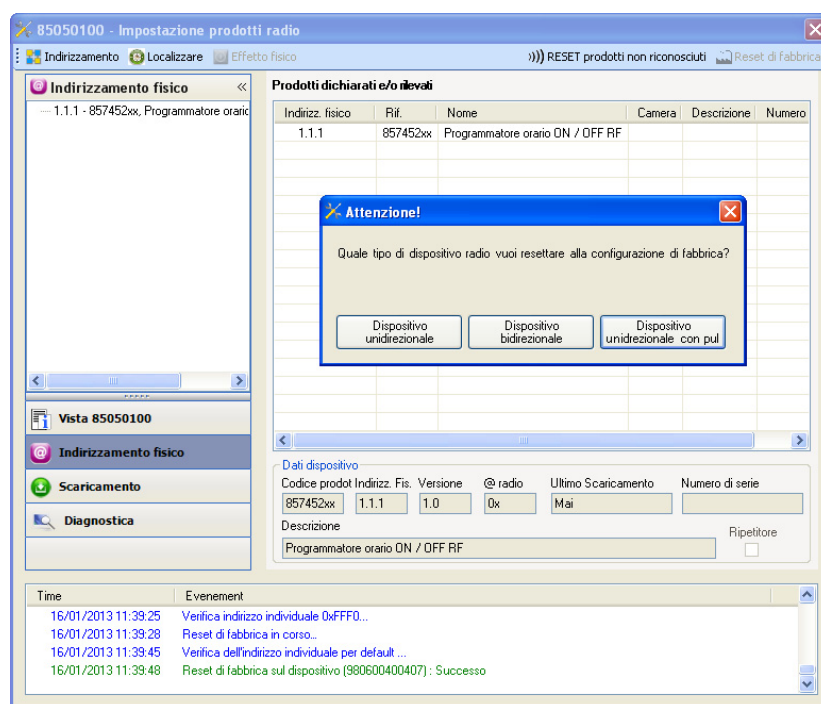 85050100 - Impostazione prodotti radio
Indirizzamento Localizzare Effetto fisico ))) RESET prodotti non riconosciuti Reset di fabbrica
Indirizzamento fisico «
1.1.1 - 857452xx, Programmatore orario
Prodotti dichiarati e/o rilevati
Indirizz. fisico Rif. Nome Camera Descrizione Numero
1.1.1 857452xx Programmatore orario ON / OFF RF
Attenzione!
Quale tipo di dispositivo radio vuoi resettare alla configurazione di fabbrica?
Dispositivo
unidirezionale
Dispositivo
bidirezionale
Dispositivo
unidrezionale con pul
Vista 85050100
Indirizzamento fisico
Scaricamento
Diagnostica
Dati dispositivo
Codice prodot Indirizz. Fis. Versione @ radio Ultimo Scaricamento Numero di serie
857452xx 1.1.1 1.0 0x Mai
Descrizione
Programmatore orario ON / OFF RF
Ripetitore
Time Evenement
16/01/2013 11:39:25 Verifica indirizzo individuale 0xFFF0...
16/01/2013 11:39:28 Reset di fabbrica in corso...
16/01/2013 11:39:45 Verifica dell'indirizzo individuale per default ...
16/01/2013 11:39:48 Reset di fabbrica sul dispositivo (980600400407) : Successo